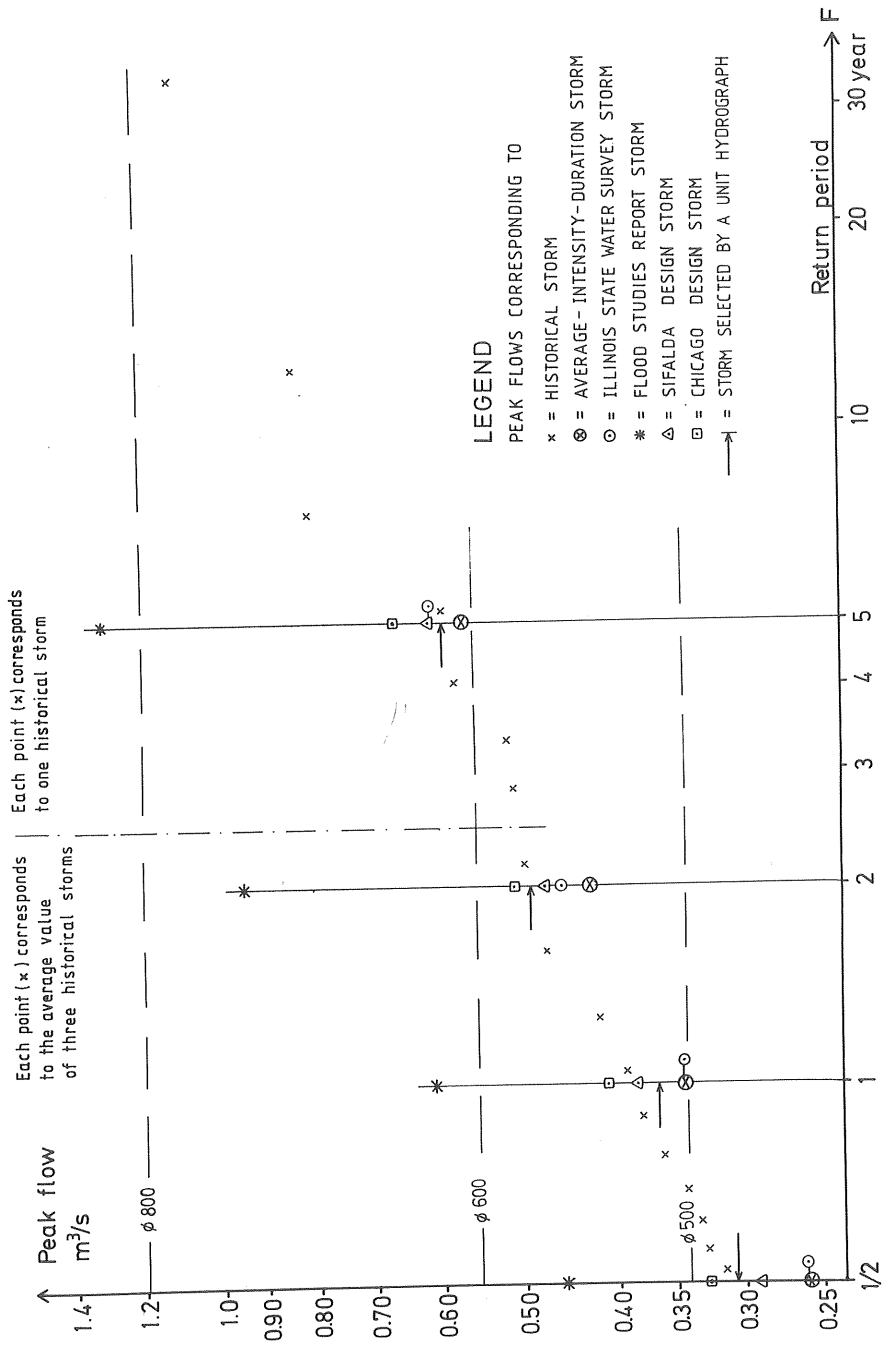 Peak flow
m³/s
Each point (×) corresponds
to the average value
of three historical storms
Each point (×) corresponds
to one historical storm
1.4
1.2
1.0
0.90
0.80
0.70
0.60
0.40
0.35
0.30
0.25
ø 800
ø 600
ø 500
LEGEND
PEAK FLOWS CORRESPONDING TO
× = HISTORICAL STORM
⊗ = AVERAGE-INTENSITY-DURATION STORM
⊙ = ILLINOIS STATE WATER SURVEY STORM
* = FLOOD STUDIES REPORT STORM
△ = SIFALDA DESIGN STORM
⊡ = CHICAGO DESIGN STORM
→| = STORM SELECTED BY A UNIT HYDROGRAPH
Return period F
1/2 1 2 3 4 5 10 20 30 year